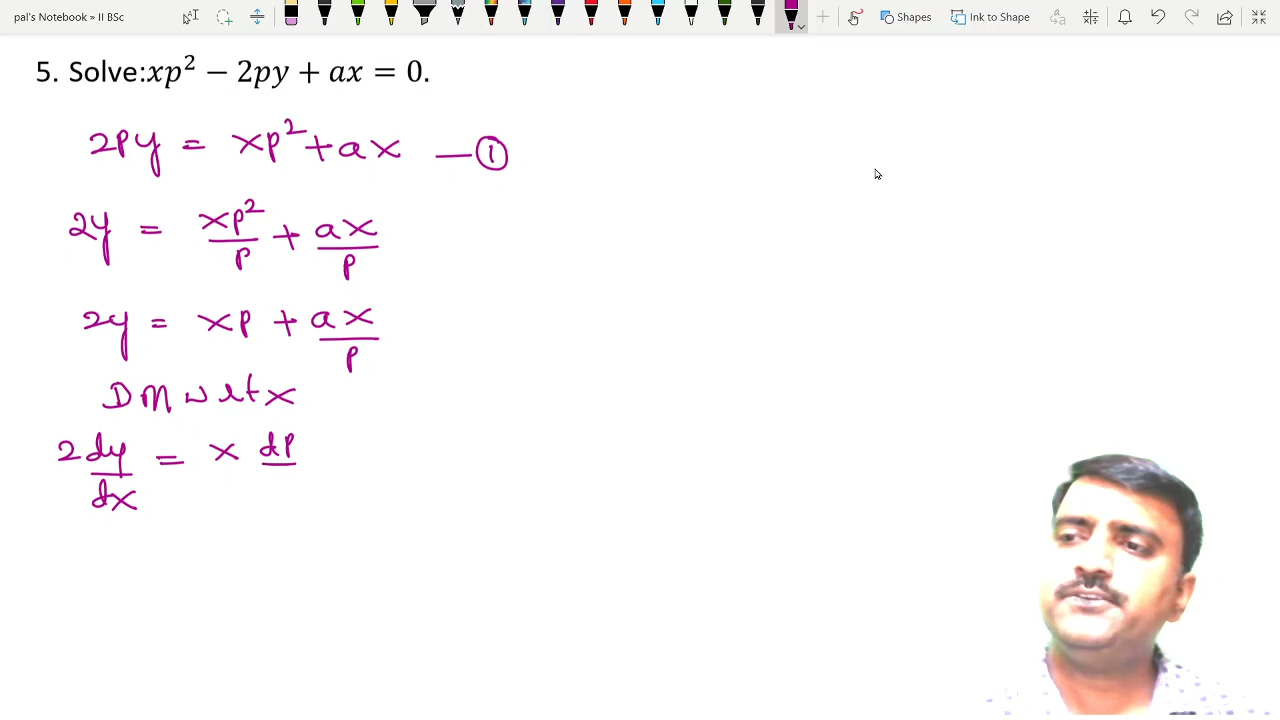 pal's Notebook » II BSc
Shapes
Ink to Shape
5. Solve:xp² − 2py + ax = 0.
2py = xp² + ax —①
2y = xp²/p + ax/p
2y = xp + ax/p
D M w r t x
2 dy/dx = x dp